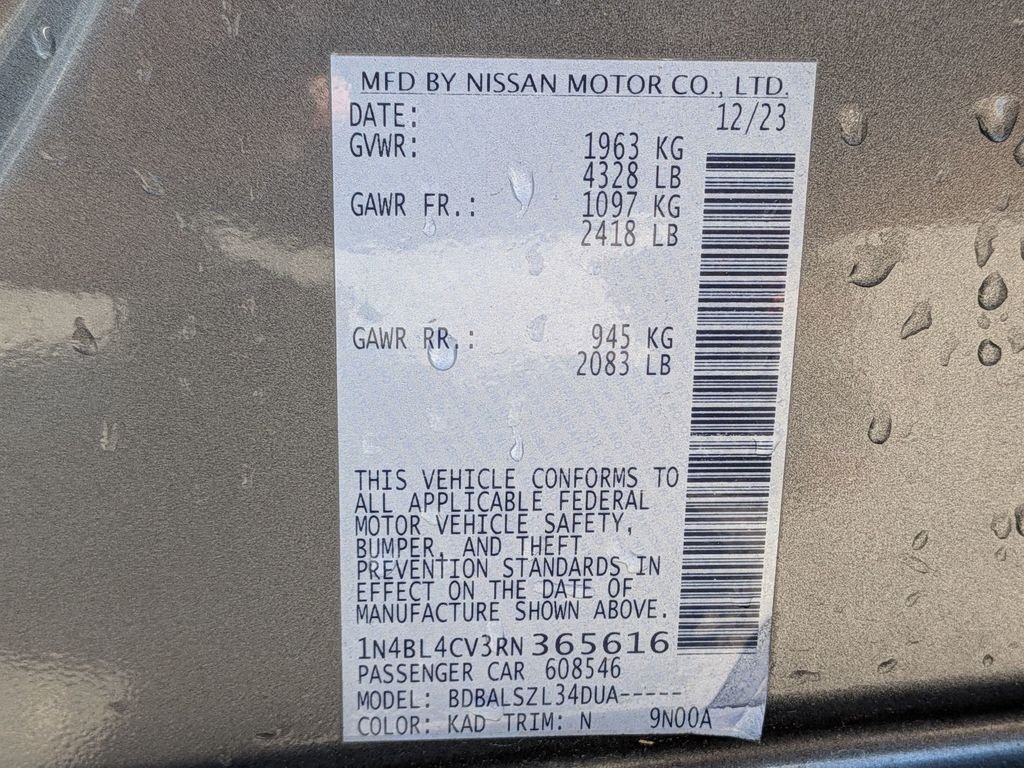 MFD BY NISSAN MOTOR CO., LTD.
DATE: 12/23
GVWR: 1963 KG
4328 LB
GAWR FR.: 1097 KG
2418 LB
GAWR RR.: 945 KG
2083 LB
THIS VEHICLE CONFORMS TO
ALL APPLICABLE FEDERAL
MOTOR VEHICLE SAFETY,
BUMPER, AND THEFT
PREVENTION STANDARDS IN
EFFECT ON THE DATE OF
MANUFACTURE SHOWN ABOVE.
1N4BL4CV3RN365616
PASSENGER CAR 608546
MODEL: BDBALSZL34DUA-----
COLOR: KAD TRIM: N 9N00A